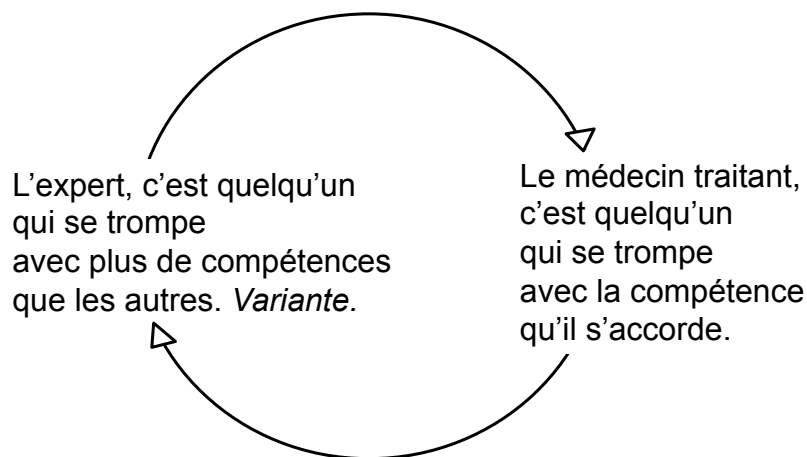 L’expert, c’est quelqu’un
qui se trompe
avec plus de compétences
que les autres. Variante.
Le médecin traitant,
c’est quelqu’un
qui se trompe
avec la compétence
qu’il s’accorde.